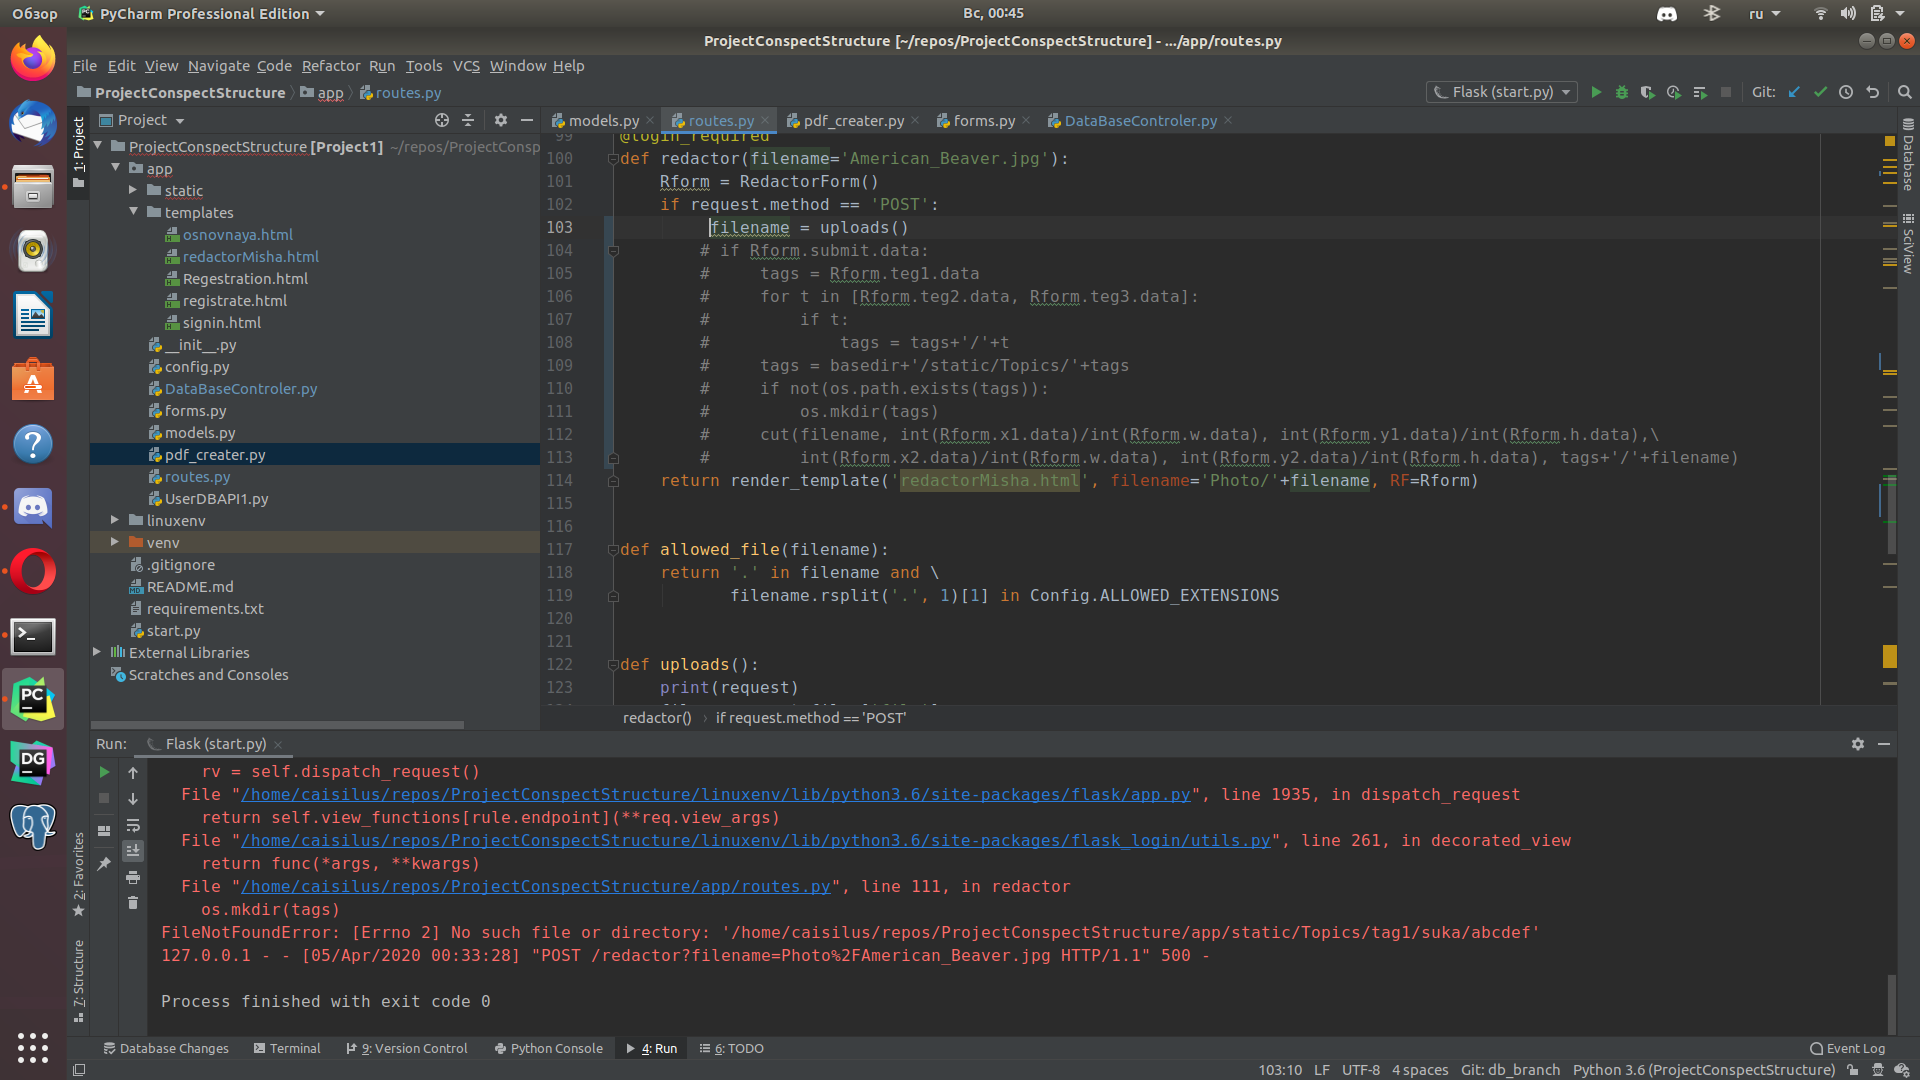 Обзор PyCharm Professional Edition Вс, 00:45 ru
ProjectConspectStructure [~/repos/ProjectConspectStructure] - .../app/routes.py
File Edit View Navigate Code Refactor Run Tools VCS Window Help
ProjectConspectStructure app routes.py Flask (start.py) Git:
1: Project
Project
ProjectConspectStructure [Project1] ~/repos/ProjectConsp
app
static
templates
osnovnaya.html
redactorMisha.html
Regestration.html
registrate.html
signin.html
__init__.py
config.py
DataBaseControler.py
forms.py
models.py
pdf_creater.py
routes.py
UserDBAPI1.py
linuxenv
venv
.gitignore
README.md
requirements.txt
start.py
External Libraries
Scratches and Consoles
models.py routes.py pdf_creater.py forms.py DataBaseControler.py
99 @login_required
100 def redactor(filename='American_Beaver.jpg'):
101 Rform = RedactorForm()
102 if request.method == 'POST':
103 filename = uploads()
104 # if Rform.submit.data:
105 # tags = Rform.teg1.data
106 # for t in [Rform.teg2.data, Rform.teg3.data]:
107 # if t:
108 # tags = tags+'/'+t
109 # tags = basedir+'/static/Topics/'+tags
110 # if not(os.path.exists(tags)):
111 # os.mkdir(tags)
112 # cut(filename, int(Rform.x1.data)/int(Rform.w.data), int(Rform.y1.data)/int(Rform.h.data),\
113 # int(Rform.x2.data)/int(Rform.w.data), int(Rform.y2.data)/int(Rform.h.data), tags+'/'+filename)
114 return render_template('redactorMisha.html', filename='Photo/'+filename, RF=Rform)
115
116
117 def allowed_file(filename):
118 return '.' in filename and \
119 filename.rsplit('.', 1)[1] in Config.ALLOWED_EXTENSIONS
120
121
122 def uploads():
123 print(request)
redactor() if request.method == 'POST'
Database
SciView
Run: Flask (start.py)
rv = self.dispatch_request()
File "/home/caisilus/repos/ProjectConspectStructure/linuxenv/lib/python3.6/site-packages/flask/app.py", line 1935, in dispatch_request
return self.view_functions[rule.endpoint](**req.view_args)
File "/home/caisilus/repos/ProjectConspectStructure/linuxenv/lib/python3.6/site-packages/flask_login/utils.py", line 261, in decorated_view
return func(*args, **kwargs)
File "/home/caisilus/repos/ProjectConspectStructure/app/routes.py", line 111, in redactor
os.mkdir(tags)
FileNotFoundError: [Errno 2] No such file or directory: '/home/caisilus/repos/ProjectConspectStructure/app/static/Topics/tag1/suka/abcdef'
127.0.0.1 - - [05/Apr/2020 00:33:28] "POST /redactor?filename=Photo%2FAmerican_Beaver.jpg HTTP/1.1" 500 -
Process finished with exit code 0
2: Favorites
7: Structure
Database Changes Terminal 9: Version Control Python Console 4: Run 6: TODO Event Log
103:10 LF UTF-8 4 spaces Git: db_branch Python 3.6 (ProjectConspectStructure)